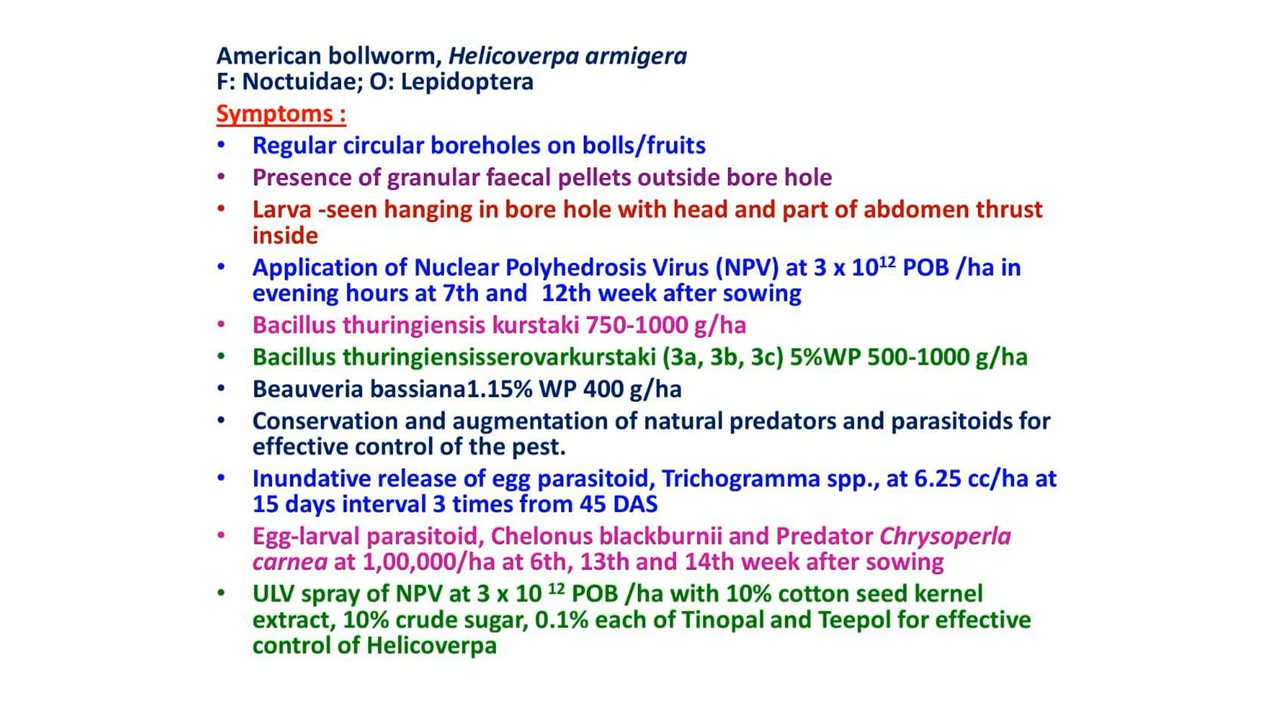 American bollworm, Helicoverpa armigera
F: Noctuidae; O: Lepidoptera
Symptoms :
• Regular circular boreholes on bolls/fruits
• Presence of granular faecal pellets outside bore hole
• Larva -seen hanging in bore hole with head and part of abdomen thrust
inside
• Application of Nuclear Polyhedrosis Virus (NPV) at 3 x 10¹² POB /ha in
evening hours at 7th and 12th week after sowing
• Bacillus thuringiensis kurstaki 750-1000 g/ha
• Bacillus thuringiensisserovarkurstaki (3a, 3b, 3c) 5%WP 500-1000 g/ha
• Beauveria bassiana1.15% WP 400 g/ha
• Conservation and augmentation of natural predators and parasitoids for
effective control of the pest.
• Inundative release of egg parasitoid, Trichogramma spp., at 6.25 cc/ha at
15 days interval 3 times from 45 DAS
• Egg-larval parasitoid, Chelonus blackburnii and Predator Chrysoperla
carnea at 1,00,000/ha at 6th, 13th and 14th week after sowing
• ULV spray of NPV at 3 x 10 ¹² POB /ha with 10% cotton seed kernel
extract, 10% crude sugar, 0.1% each of Tinopal and Teepol for effective
control of Helicoverpa